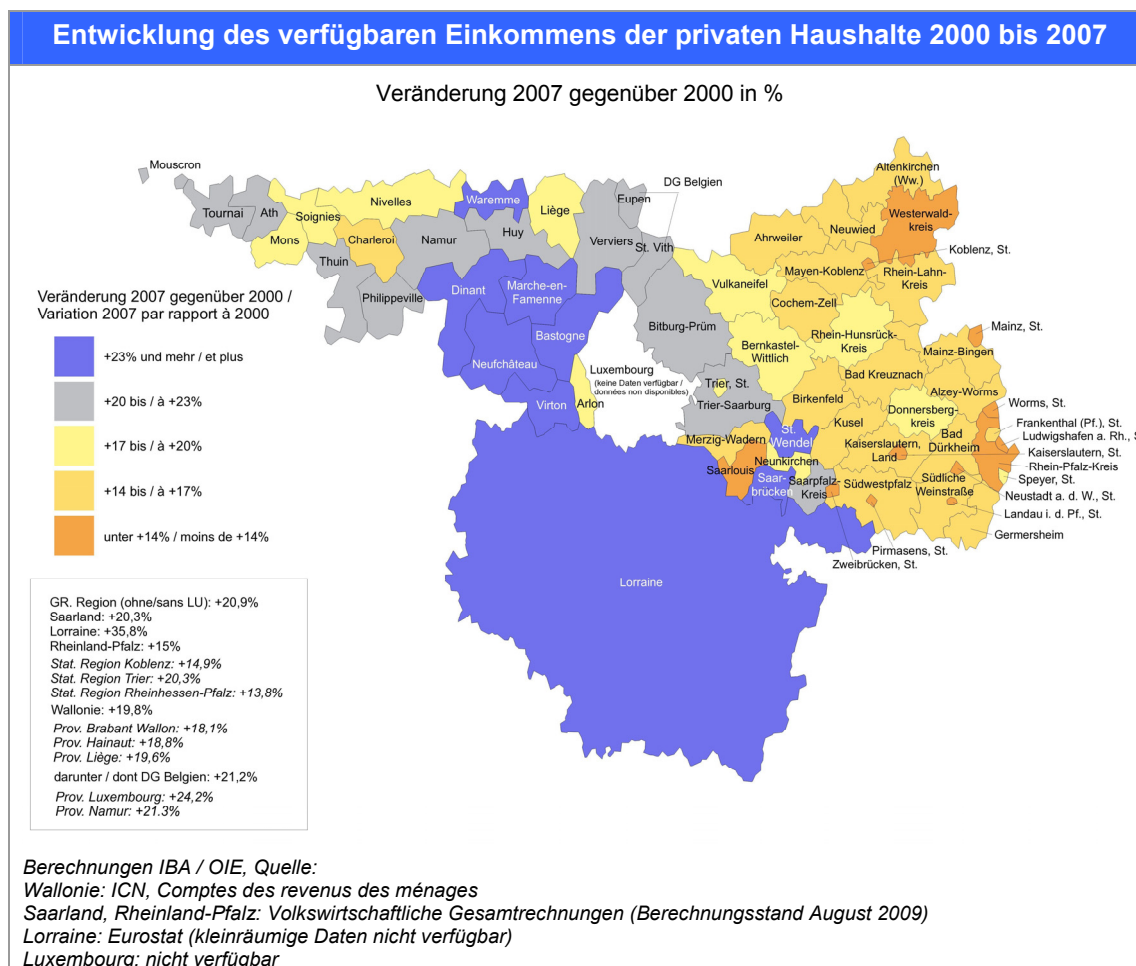 Entwicklung des verfügbaren Einkommens der privaten Haushalte 2000 bis 2007
Veränderung 2007 gegenüber 2000 in %
Mouscron
Tournai
Ath
Soignies
Mons
Nivelles
Charleroi
Thuin
Philippeville
Namur
Waremme
Huy
Liège
Verviers
Eupen
DG Belgien
St. Vith
Dinant
Marche-en-
Famenne
Bastogne
Neufchâteau
Virton
Arlon
Luxembourg
(keine Daten verfügbar /
données non disponibles)
Bitburg-Prüm
Vulkaneifel
Bernkastel-
Wittlich
Trier, St.
Trier-Saarburg
Altenkirchen
(Ww.)
Westerwald-
kreis
Neuwied
Ahrweiler
Koblenz, St.
Mayen-Koblenz
Rhein-Lahn-
Kreis
Cochem-Zell
Rhein-Hunsrück-
Kreis
Mainz, St.
Mainz-Bingen
Bad Kreuznach
Alzey-Worms
Birkenfeld
Donnersberg-
kreis
Worms, St.
Frankenthal (Pf.), St.
Ludwigshafen a. Rh., S
Kaiserslautern, St.
Rhein-Pfalz-Kreis
Speyer, St.
Neustadt a. d. W., St.
Landau i. d. Pf., St.
Germersheim
Kusel
Kaiserslautern,
Land
Bad
Dürkheim
Südliche
Weinstraße
Südwestpfalz
Pirmasens, St.
Zweibrücken, St.
Merzig-Wadern
St.
Wendel
Neunkirchen
Saarlouis
Saar-
brücken
Saarpfalz-
Kreis
Lorraine
Veränderung 2007 gegenüber 2000 /
Variation 2007 par rapport à 2000
+23% und mehr / et plus
+20 bis / à +23%
+17 bis / à +20%
+14 bis / à +17%
unter +14% / moins de +14%
GR. Region (ohne/sans LU): +20,9%
Saarland: +20,3%
Lorraine: +35,8%
Rheinland-Pfalz: +15%
Stat. Region Koblenz: +14,9%
Stat. Region Trier: +20,3%
Stat. Region Rheinhessen-Pfalz: +13,8%
Wallonie: +19,8%
Prov. Brabant Wallon: +18,1%
Prov. Hainaut: +18,8%
Prov. Liège: +19,6%
darunter / dont DG Belgien: +21,2%
Prov. Luxembourg: +24,2%
Prov. Namur: +21.3%
Berechnungen IBA / OIE, Quelle:
Wallonie: ICN, Comptes des revenus des ménages
Saarland, Rheinland-Pfalz: Volkswirtschaftliche Gesamtrechnungen (Berechnungsstand August 2009)
Lorraine: Eurostat (kleinräumige Daten nicht verfügbar)
Luxembourg: nicht verfügbar